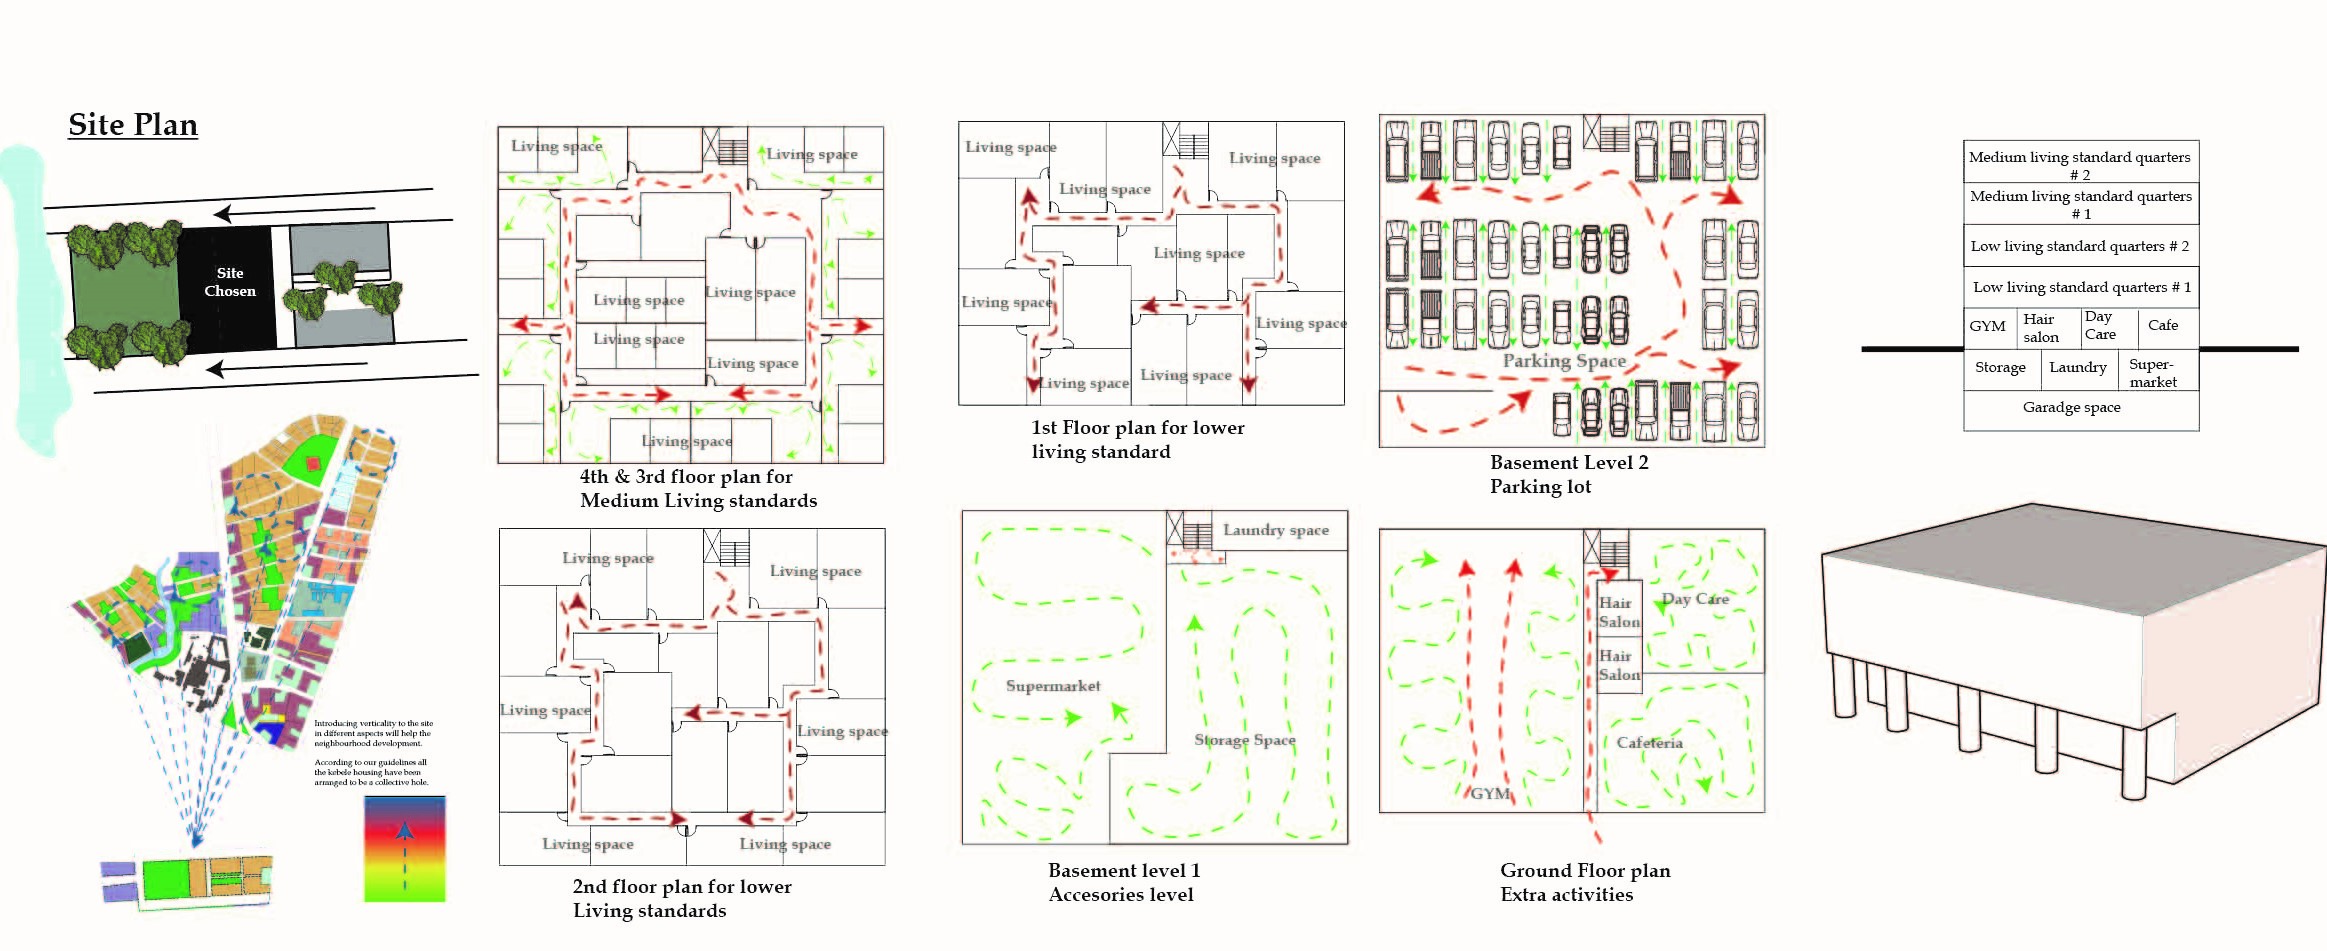 Site Plan
Site
Chosen
Introducing verticality to the site
in different aspects will help the
neighbourhood development.
According to our guidelines all
the kebele housing have been
arranged to be a collective hole.
Living space
Living space
Living space
Living space
Living space
Living space
Living space
4th & 3rd floor plan for
Medium Living standards
Living space
Living space
Living space
Living space
Living space
Living space
2nd floor plan for lower
Living standards
Living space
Living space
Living space
Living space
Living space
Living space
Living space
Living space
1st Floor plan for lower
living standard
Laundry space
Supermarket
Storage Space
Basement level 1
Accesories level
Parking Space
Basement Level 2
Parking lot
Hair
Salon
Day Care
Hair
Salon
Cafeteria
GYM
Ground Floor plan
Extra activities
Medium living standard quarters
# 2
Medium living standard quarters
# 1
Low living standard quarters # 2
Low living standard quarters # 1
GYM
Hair
salon
Day
Care
Cafe
Storage
Laundry
Super-
market
Garadge space